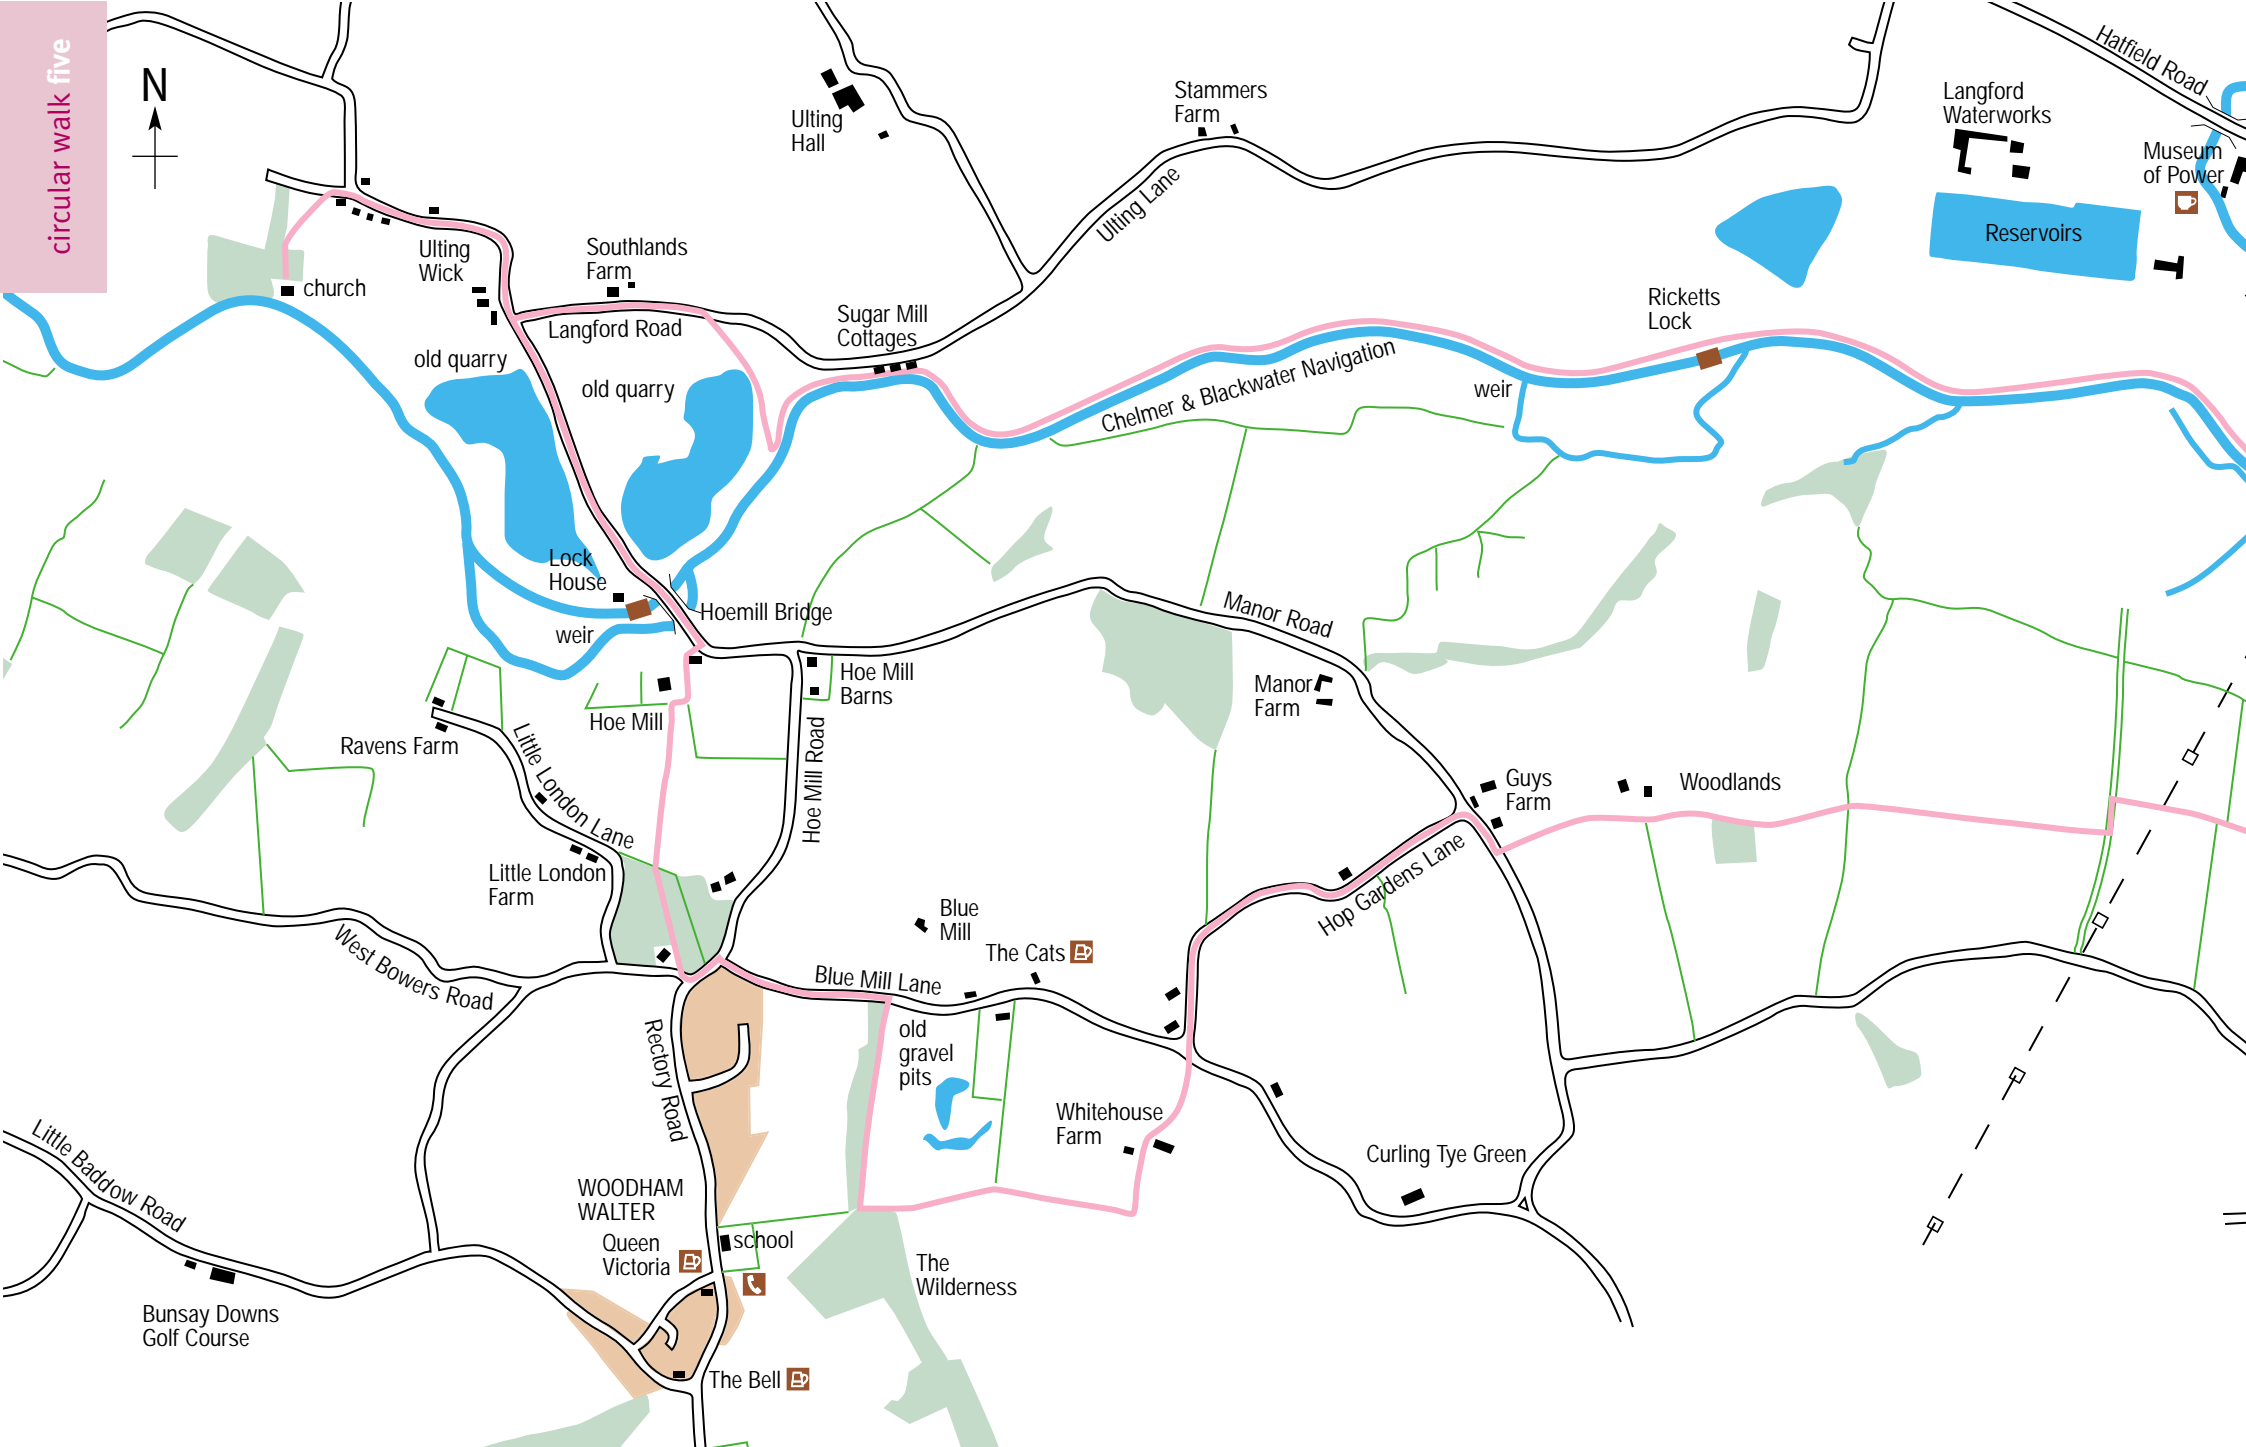 circular walk five
N
Hatfield Road
Langford
Waterworks
Museum
of Power
Reservoirs
Stammers
Farm
Ulting
Hall
Ulting Lane
Ulting
Wick
Southlands
Farm
church
Langford Road
Sugar Mill
Cottages
Ricketts
Lock
old quarry
old quarry
Chelmer & Blackwater Navigation
weir
Lock
House
Hoemill Bridge
weir
Manor Road
Hoe Mill
Barns
Manor
Farm
Hoe Mill
Ravens Farm
Little London Lane
Hoe Mill Road
Guys
Farm
Woodlands
Little London
Farm
Hop Gardens Lane
Blue
Mill
The Cats
West Bowers Road
Blue Mill Lane
old
gravel
pits
Rectory Road
Whitehouse
Farm
Little Baddow Road
Curling Tye Green
WOODHAM
WALTER
Queen
Victoria
school
The
Wilderness
Bunsay Downs
Golf Course
The Bell